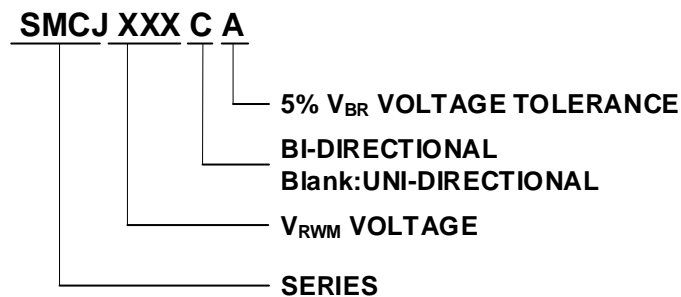 SMCJ XXX C A
5% VBR VOLTAGE TOLERANCE
BI-DIRECTIONAL
Blank:UNI-DIRECTIONAL
VRWM VOLTAGE
SERIES